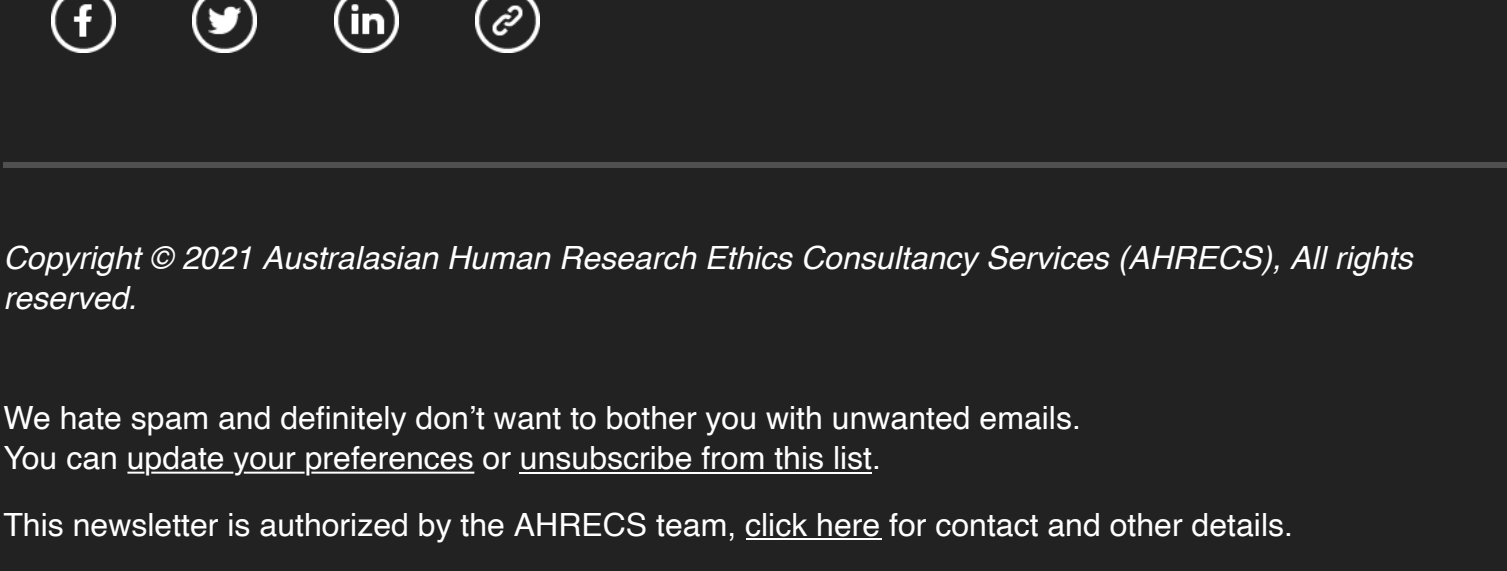 Copyright © 2021 Australasian Human Research Ethics Consultancy Services (AHRECS), All rights
reserved.
We hate spam and definitely don’t want to bother you with unwanted emails.
You can update your preferences or unsubscribe from this list.
This newsletter is authorized by the AHRECS team, click here for contact and other details.